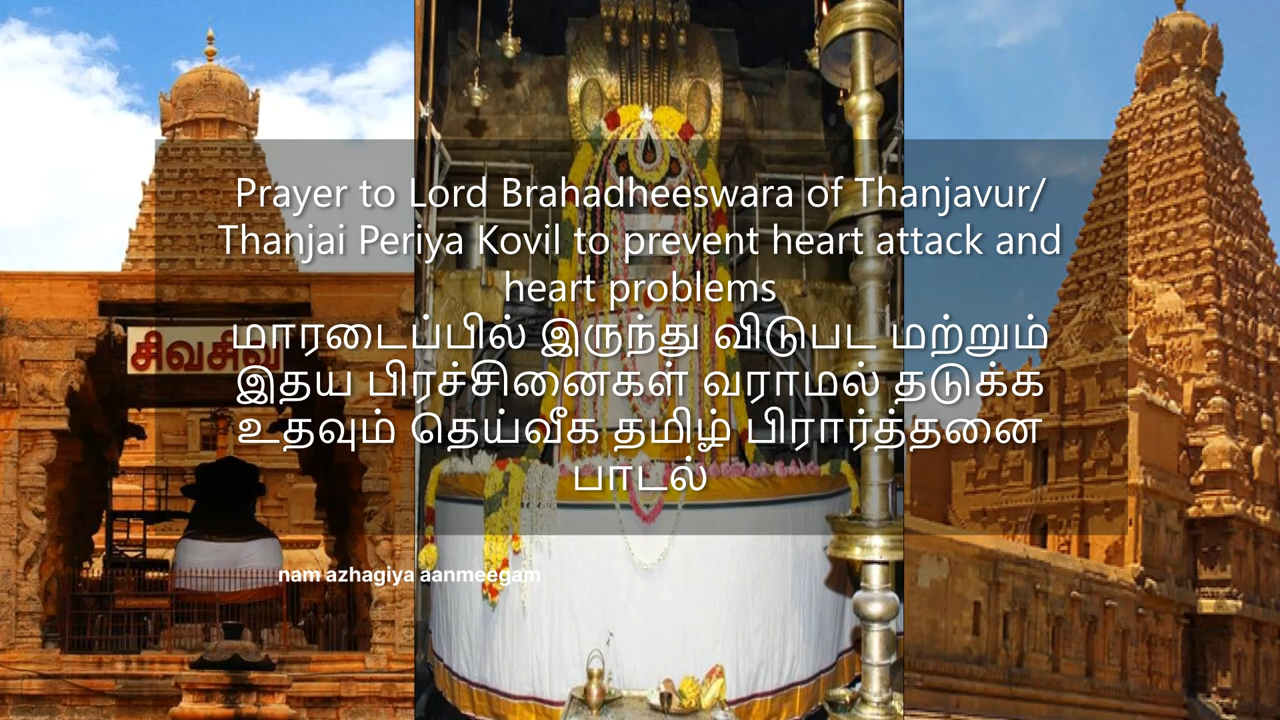 Prayer to Lord Brahadheeswara of Thanjavur/
Thanjai Periya Kovil to prevent heart attack and
heart problems
மாரடைப்பில் இருந்து விடுபட மற்றும்
இதய பிரச்சினைகள் வராமல் தடுக்க
உதவும் தெய்வீக தமிழ் பிரார்த்தனை
பாடல்
சிவசிவ
nam azhagiya aanmeegam